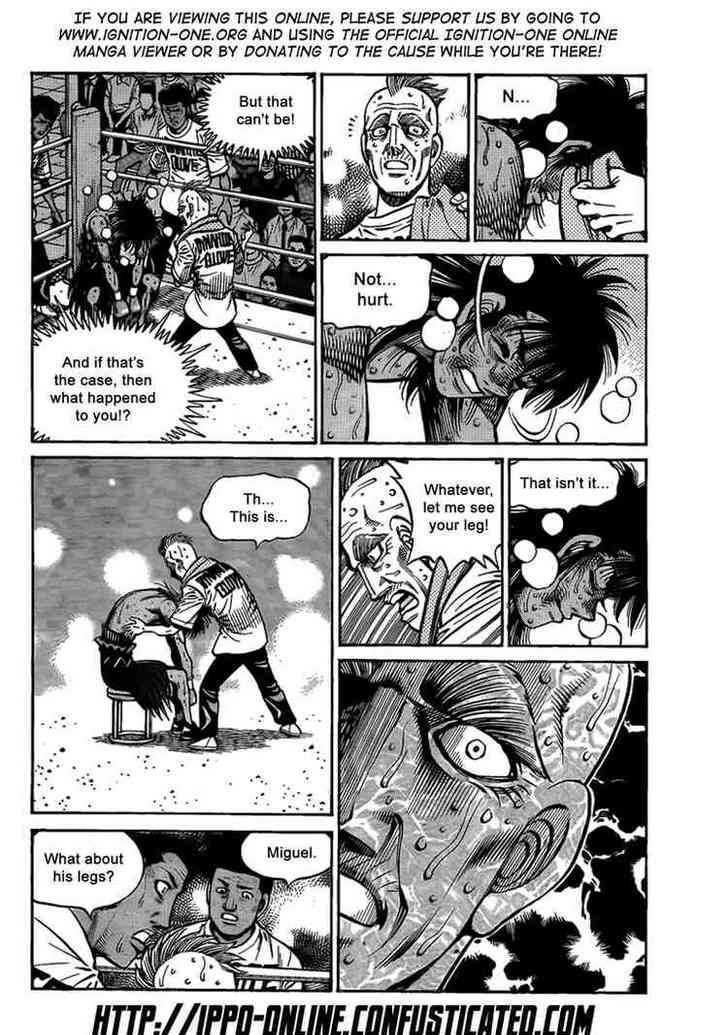 IF YOU ARE VIEWING THIS ONLINE, PLEASE SUPPORT US BY GOING TO
WWW.IGNITION-ONE.ORG AND USING THE OFFICIAL IGNITION-ONE ONLINE
MANGA VIEWER OR BY DONATING TO THE CAUSE WHILE YOU'RE THERE!
But that
can't be!
GLOVE
And if that's
the case, then
what happened
to you!?
N...
Not...
hurt.
Th...
This is...
Whatever,
let me see
your leg!
That isn't it...
What about
his legs?
Miguel.
HTTP://IPPO-ONLINE.CONFUSTICATED.COM